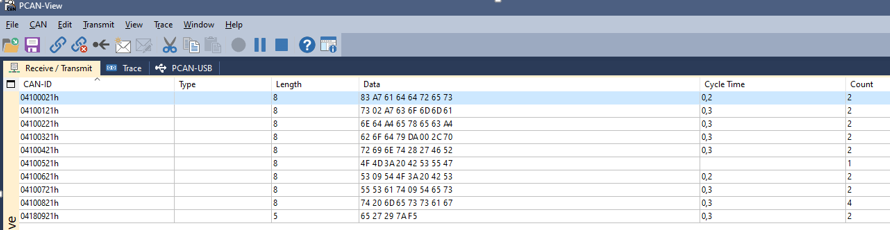 PCAN-View
File CAN Edit Transmit View Trace Window Help
Receive / Transmit Trace PCAN-USB
CAN-ID Type Length Data Cycle Time Count
04100021h 8 83 A7 61 64 64 72 65 73 0,2 2
04100121h 8 73 02 A7 63 6F 6D 6D 61 0,3 2
04100221h 8 6E 64 A4 65 78 65 63 A4 0,3 2
04100321h 8 62 6F 64 79 DA 00 2C 70 0,3 2
04100421h 8 72 69 6E 74 28 27 46 52 0,3 2
04100521h 8 4F 4D 3A 20 42 53 55 47 1
04100621h 8 53 09 54 4F 3A 20 42 53 0,2 2
04100721h 8 55 53 61 74 09 54 65 73 0,3 2
04100821h 8 74 20 6D 65 73 73 61 67 0,3 4
04180921h 5 65 27 29 7A F5 0,3 2
ve